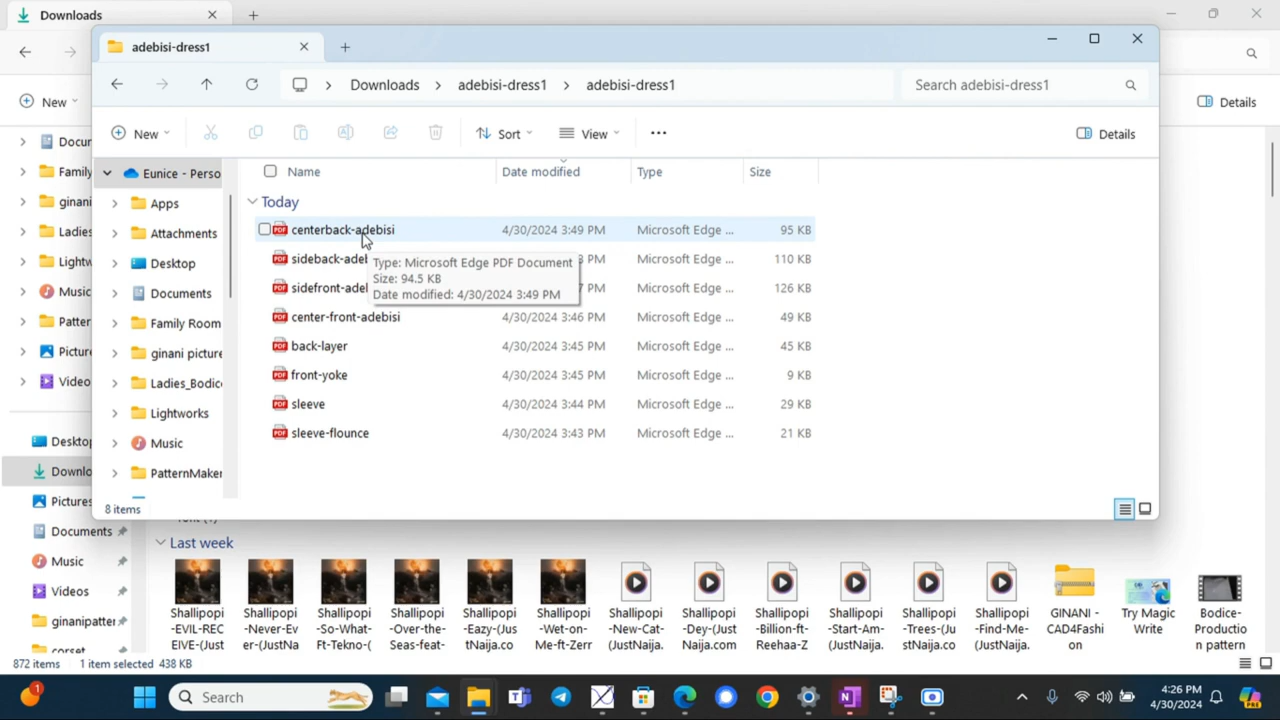 Downloads
adebisi-dress1
Downloads > adebisi-dress1 > adebisi-dress1
Search adebisi-dress1
New
New
Sort
View
Details
Details
Docur
Family
ginani
Ladies
Lightw
Music
Patter
Picture
Video
Deskto
Downlo
Pictures
Documents
Music
Videos
ginanipatter
corset
Eunice - Perso
Apps
Attachments
Desktop
Documents
Family Room
ginani picture
Ladies_Bodic
Lightworks
Music
PatternMaker
Name Date modified Type Size
Today
centerback-adebisi 4/30/2024 3:49 PM Microsoft Edge ... 95 KB
sideback-adeb 8 PM Microsoft Edge ... 110 KB
sidefront-adel 7 PM Microsoft Edge ... 126 KB
center-front-adebisi 4/30/2024 3:46 PM Microsoft Edge ... 49 KB
back-layer 4/30/2024 3:45 PM Microsoft Edge ... 45 KB
front-yoke 4/30/2024 3:45 PM Microsoft Edge ... 9 KB
sleeve 4/30/2024 3:44 PM Microsoft Edge ... 29 KB
sleeve-flounce 4/30/2024 3:43 PM Microsoft Edge ... 21 KB
Type: Microsoft Edge PDF Document
Size: 94.5 KB
Date modified: 4/30/2024 3:49 PM
8 items
Last week
Shallipopi
-EVIL-REC
EIVE-(Just
Shallipopi
-Never-Ev
er-(JustNa
Shallipopi
-So-What-
Ft-Tekno-(
Shallipopi
-Over-the-
Seas-feat-
Shallipopi
-Eazy-(Jus
tNaija.co
Shallipopi
-Wet-on-
Me-ft-Zerr
Shallipopi
-New-Cat-
(JustNaija.
Shallipopi
-Dey-(Just
Naija.com
Shallipopi
-Billion-ft-
Reehaa-Z
Shallipopi
-Start-Am-
(JustNaija.
Shallipopi
-Trees-(Ju
stNaija.co
Shallipopi
-Find-Me-
(JustNaija.
GINANI -
CAD4Fashi
on
Try Magic
Write
Bodice-
Productio
n pattern
872 items 1 item selected 438 KB
1
Search
PRE
4:26 PM
4/30/2024